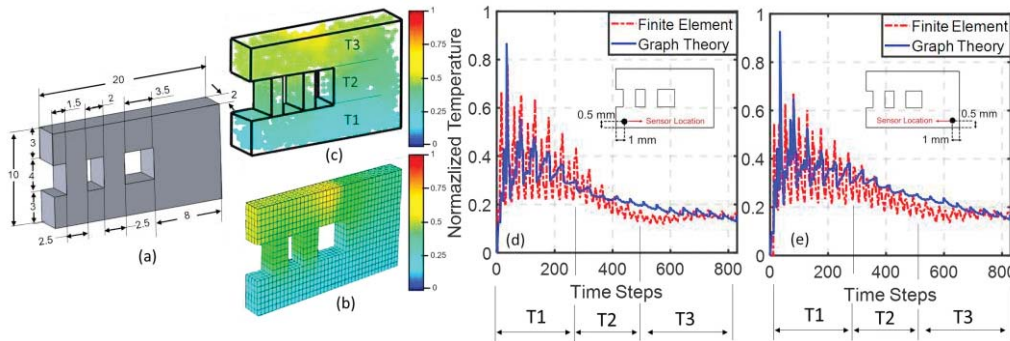 (a)
20
1.5
2
3.5
2
3
10
4
3
2.5
2.5
8
(a)
1
0.75
0.5
0.25
0
T3
T2
T1
(c)
1
0.75
0.5
0.25
0
(b)
Normazlized Temperature
1
0.8
0.6
0.4
0.2
0
Finite Element
Graph Theory
0.5 mm
Sensor Location
1 mm
(d)
0
200
400
600
800
Time Steps
T1
T2
T3
1
0.8
0.6
0.4
0.2
0
Finite Element
Graph Theory
0.5 mm
Sensor Location
1 mm
(e)
0
200
400
600
800
Time Steps
T1
T2
T3